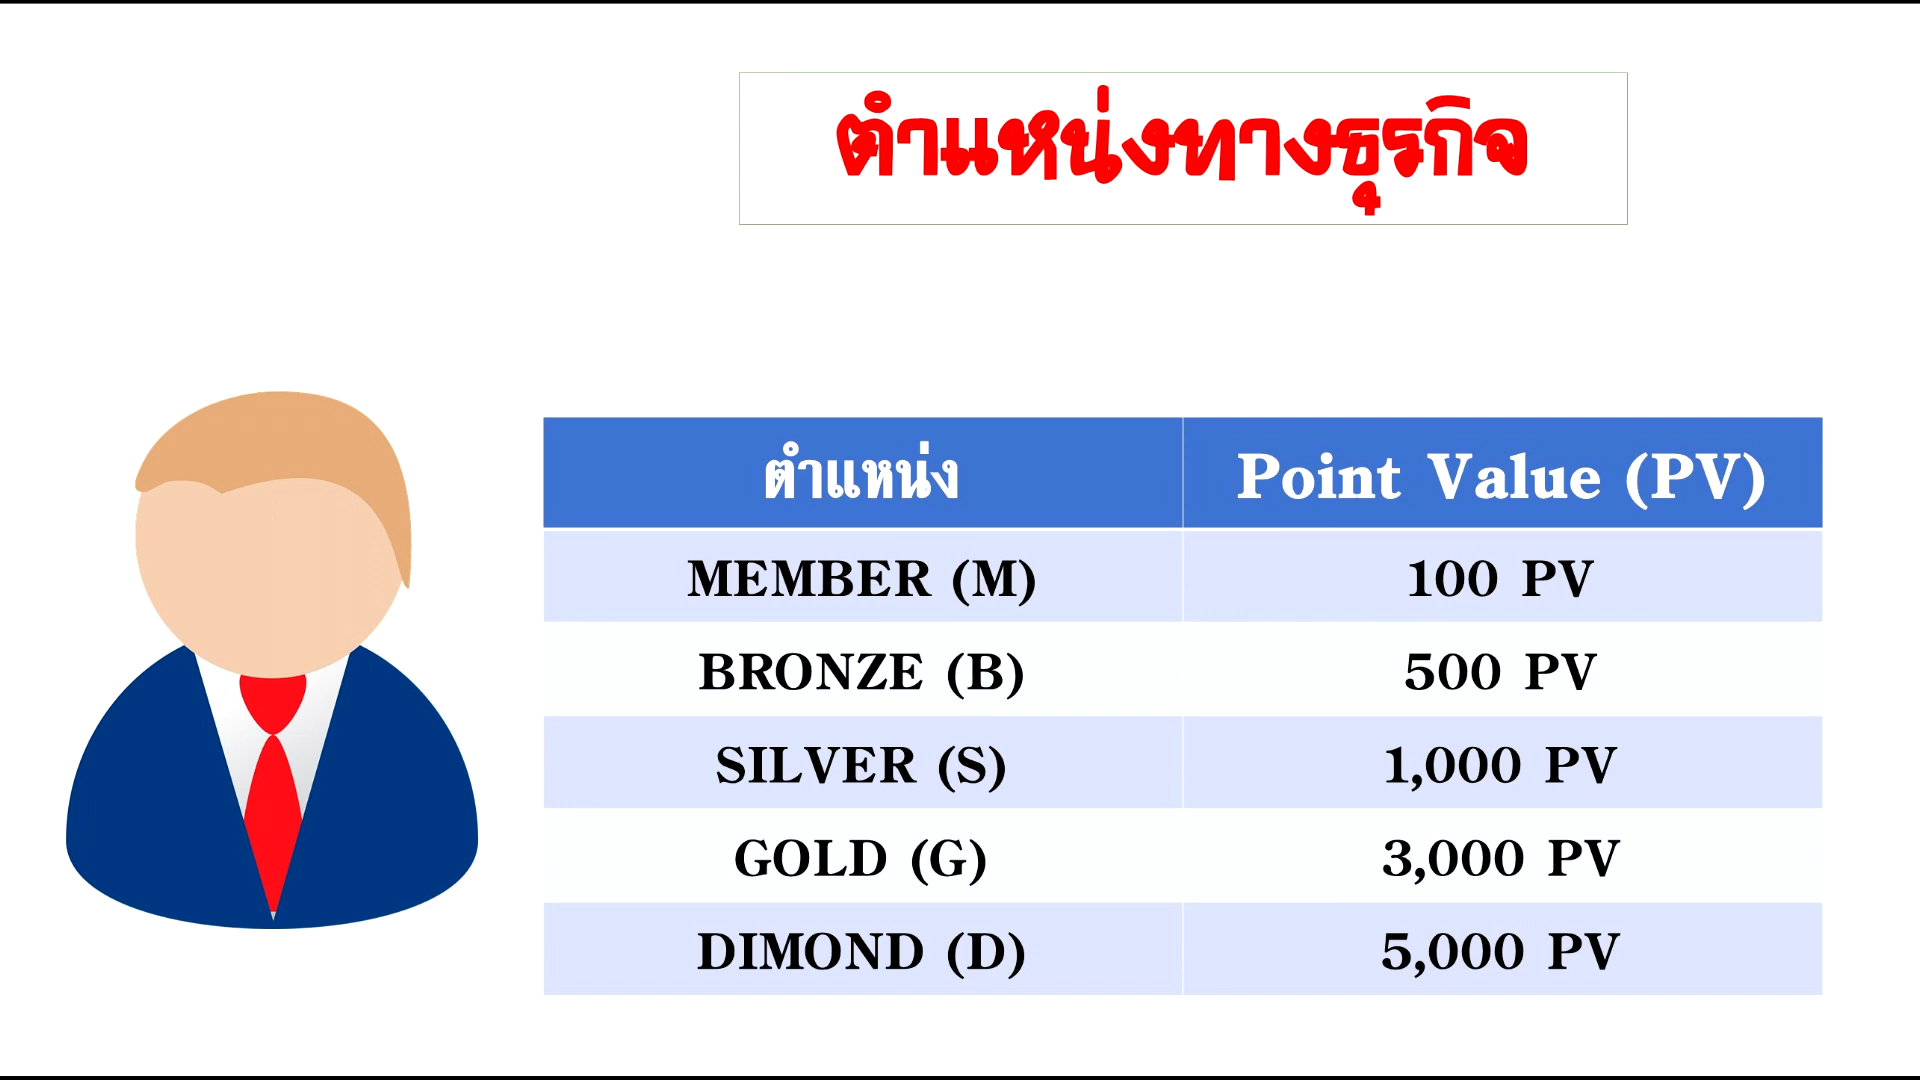 ตำแหน่งทางธุรกิจ
ตำแหน่ง Point Value (PV)
MEMBER (M) 100 PV
BRONZE (B) 500 PV
SILVER (S) 1,000 PV
GOLD (G) 3,000 PV
DIMOND (D) 5,000 PV